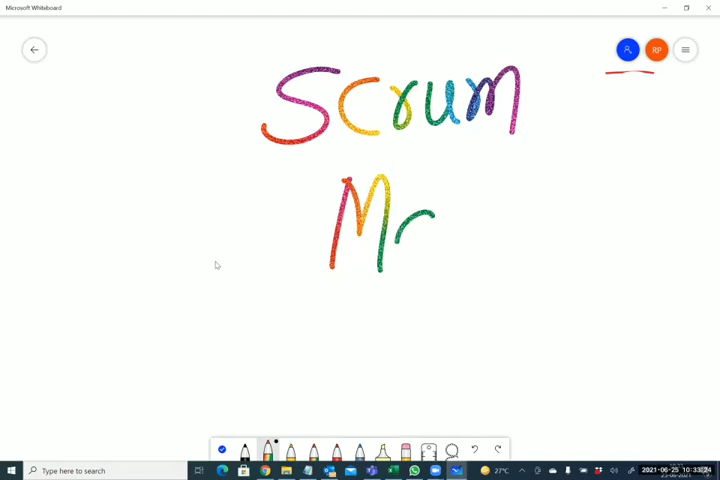 Microsoft Whiteboard
RP
Scrum
Mr
Type here to search
27°C
2021-06-25 10:33:24